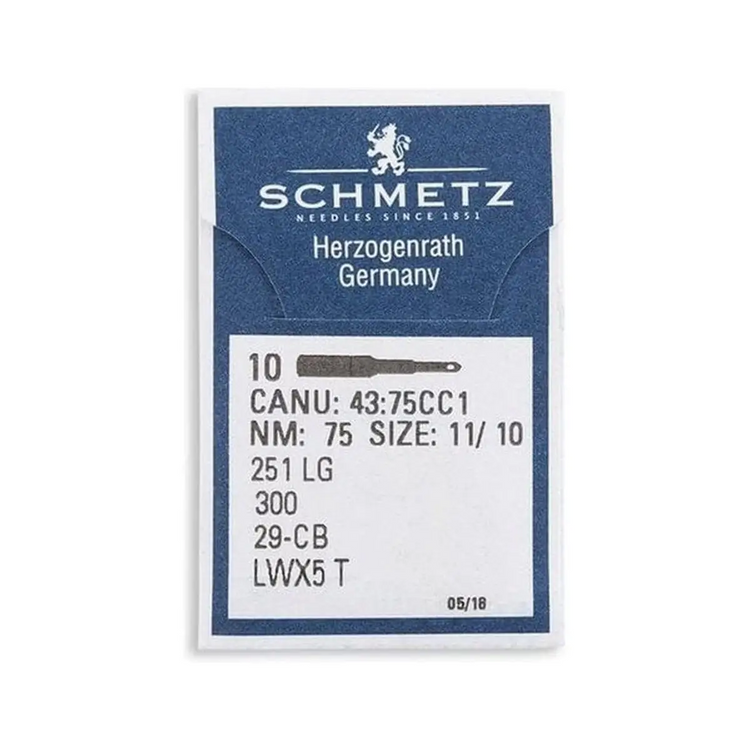 SCHMETZ
NEEDLES SINCE 1851
Herzogenrath
Germany
10
CANU: 43:75CC1
NM: 75 SIZE: 11/ 10
251 LG
300
29-CB
LWX5 T
05/18